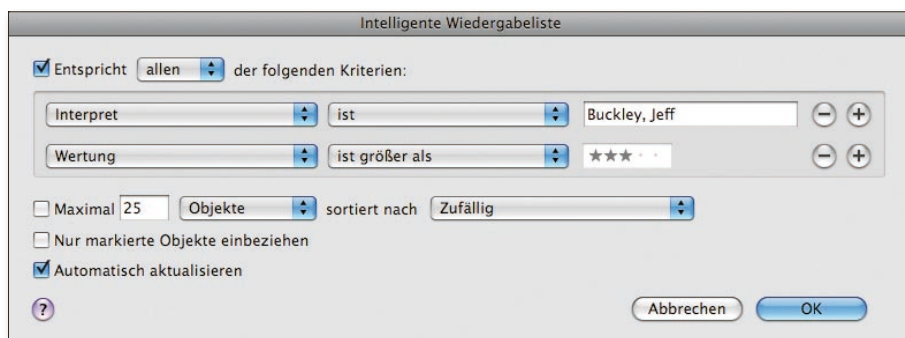 Intelligente Wiedergabeliste
Entspricht allen der folgenden Kriterien:
Interpret ist Buckley, Jeff
Wertung ist größer als ★★★··
Maximal 25 Objekte sortiert nach Zufällig
Nur markierte Objekte einbeziehen
Automatisch aktualisieren
? Abbrechen OK